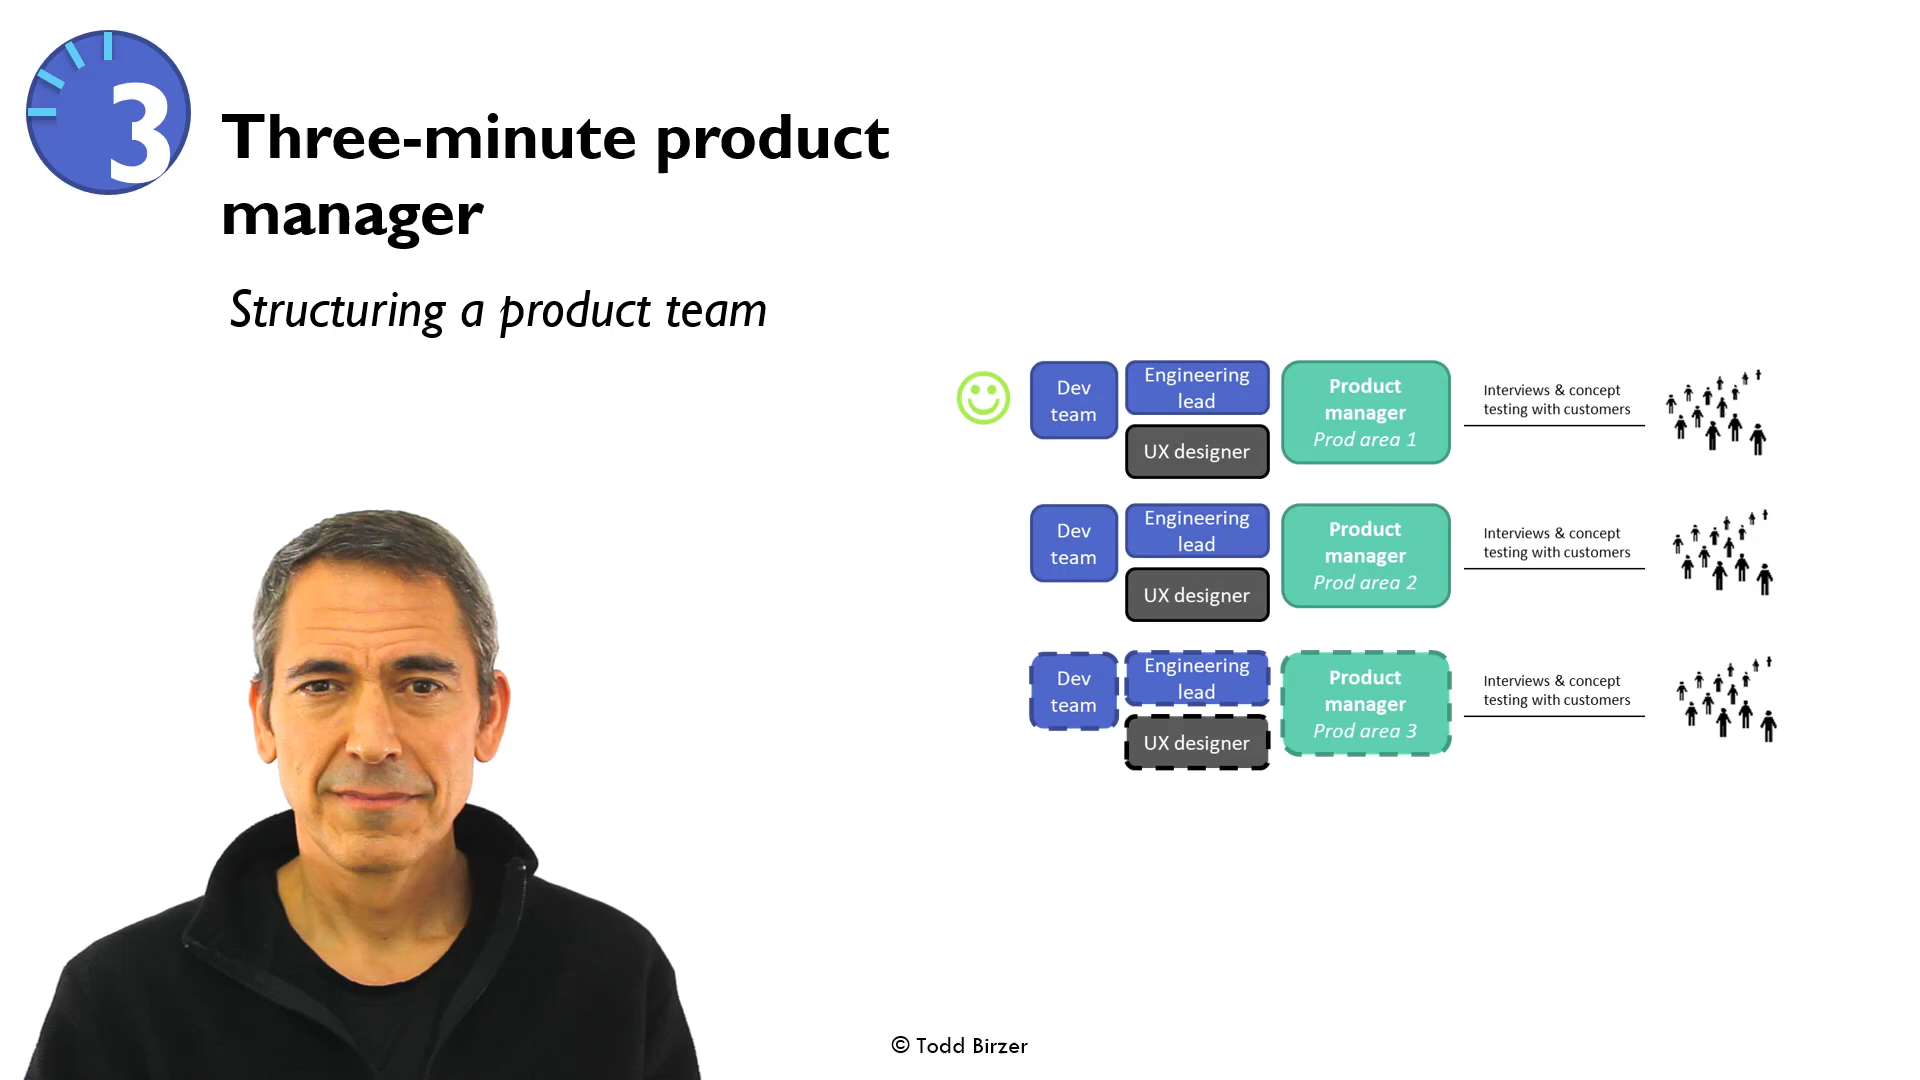 3
Three-minute product
manager
Structuring a product team
Dev
team
Engineering
lead
UX designer
Product
manager
Prod area 1
Interviews & concept
testing with customers
Dev
team
Engineering
lead
UX designer
Product
manager
Prod area 2
Interviews & concept
testing with customers
Dev
team
Engineering
lead
UX designer
Product
manager
Prod area 3
Interviews & concept
testing with customers
© Todd Birzer